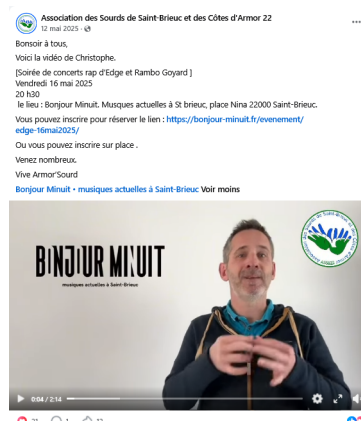 Association des Sourds de Saint-Brieuc et des Côtes d'Armor 22
12 mai 2025 ·
Bonsoir à tous,
Voici la vidéo de Christophe.
[Soirée de concerts rap d'Edge et Rambo Goyard ]
Vendredi 16 mai 2025
20 h30
le lieu : Bonjour Minuit. Musques actuelles à St brieuc, place Nina 22000 Saint-Brieuc.
Vous pouvez inscrire pour réserver le lien : https://bonjour-minuit.fr/evenement/
edge-16mai2025/
Ou vous pouvez inscrire sur place .
Venez nombreux.
Vive Armor'Sourd
Bonjour Minuit • musiques actuelles à Saint-Brieuc Voir moins
BONJOUR MINUIT
musiques actuelles à Saint-Brieuc
0:04 / 2:14